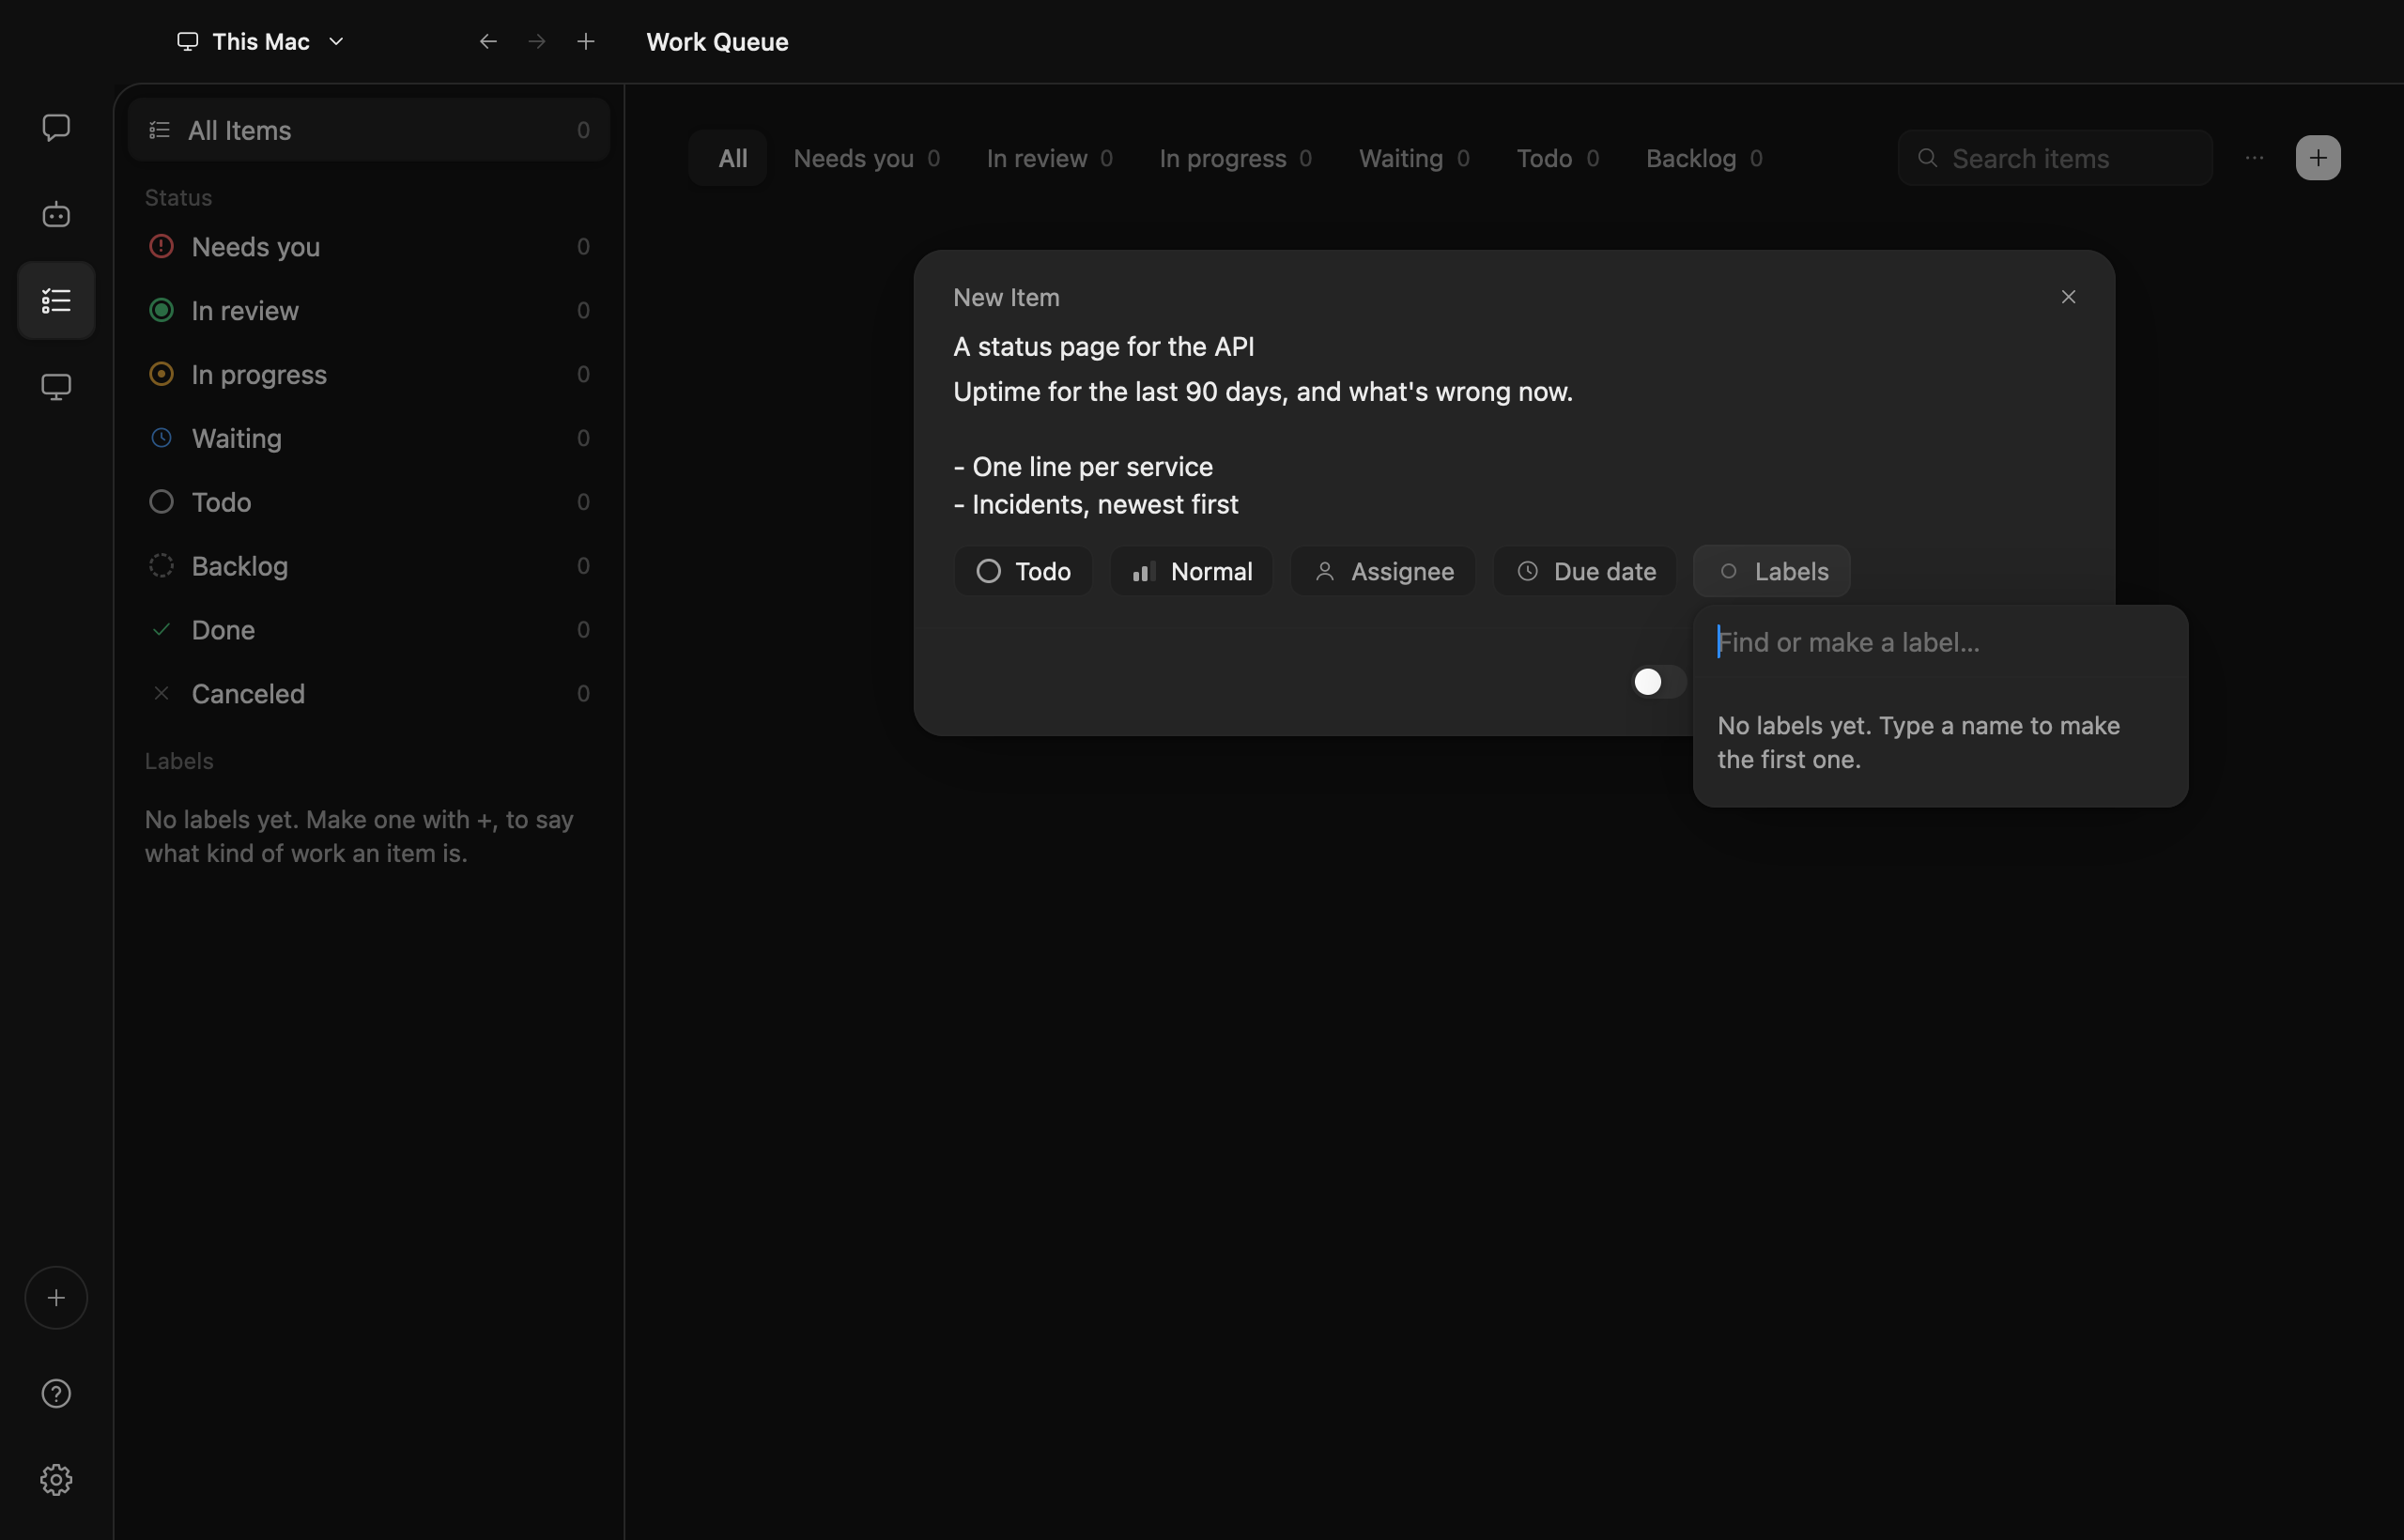 This Mac
Work Queue
All Items 0
Status
Needs you 0
In review 0
In progress 0
Waiting 0
Todo 0
Backlog 0
Done 0
Canceled 0
Labels
No labels yet. Make one with +, to say
what kind of work an item is.
All Needs you 0 In review 0 In progress 0 Waiting 0 Todo 0 Backlog 0 Search items
New Item
A status page for the API
Uptime for the last 90 days, and what's wrong now.
- One line per service
- Incidents, newest first
Todo Normal Assignee Due date Labels
Find or make a label...
No labels yet. Type a name to make
the first one.